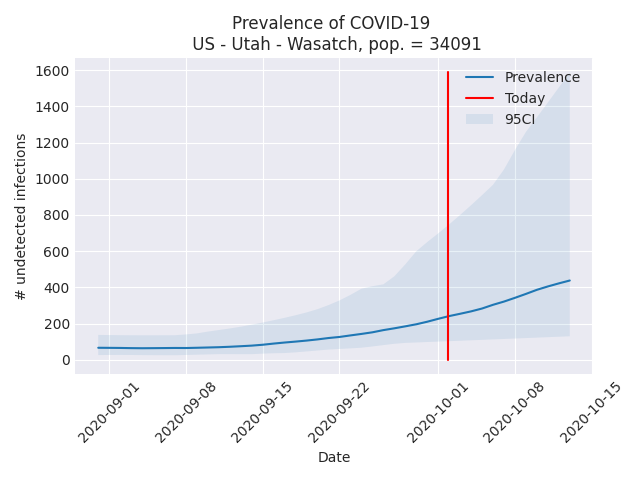 Prevalence of COVID-19
US - Utah - Wasatch, pop. = 34091
Prevalence
Today
95CI
# undetected infections
1600
1400
1200
1000
800
600
400
200
0
2020-09-01
2020-09-08
2020-09-15
2020-09-22
2020-10-01
2020-10-08
2020-10-15
Date